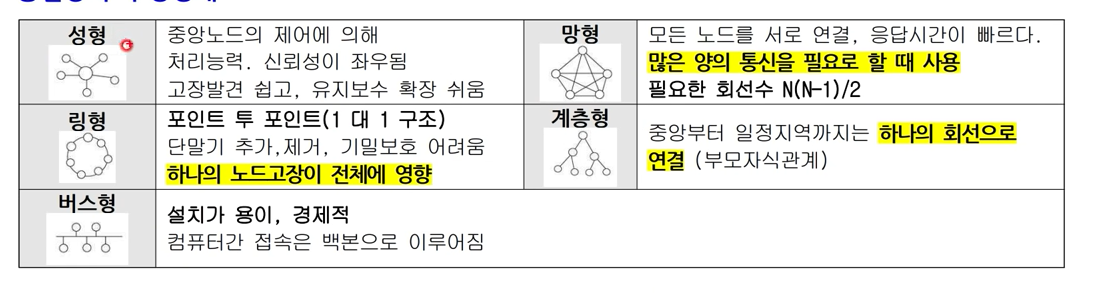 성형
중앙노드의 제어에 의해
처리능력. 신뢰성이 좌우됨
고장발견 쉽고, 유지보수 확장 쉬움
망형
모든 노드를 서로 연결, 응답시간이 빠르다.
많은 양의 통신을 필요로 할 때 사용
필요한 회선수 N(N-1)/2
링형
포인트 투 포인트(1 대 1 구조)
단말기 추가,제거, 기밀보호 어려움
하나의 노드고장이 전체에 영향
계층형
중앙부터 일정지역까지는 하나의 회선으로
연결 (부모자식관계)
버스형
설치가 용이, 경제적
컴퓨터간 접속은 백본으로 이루어짐